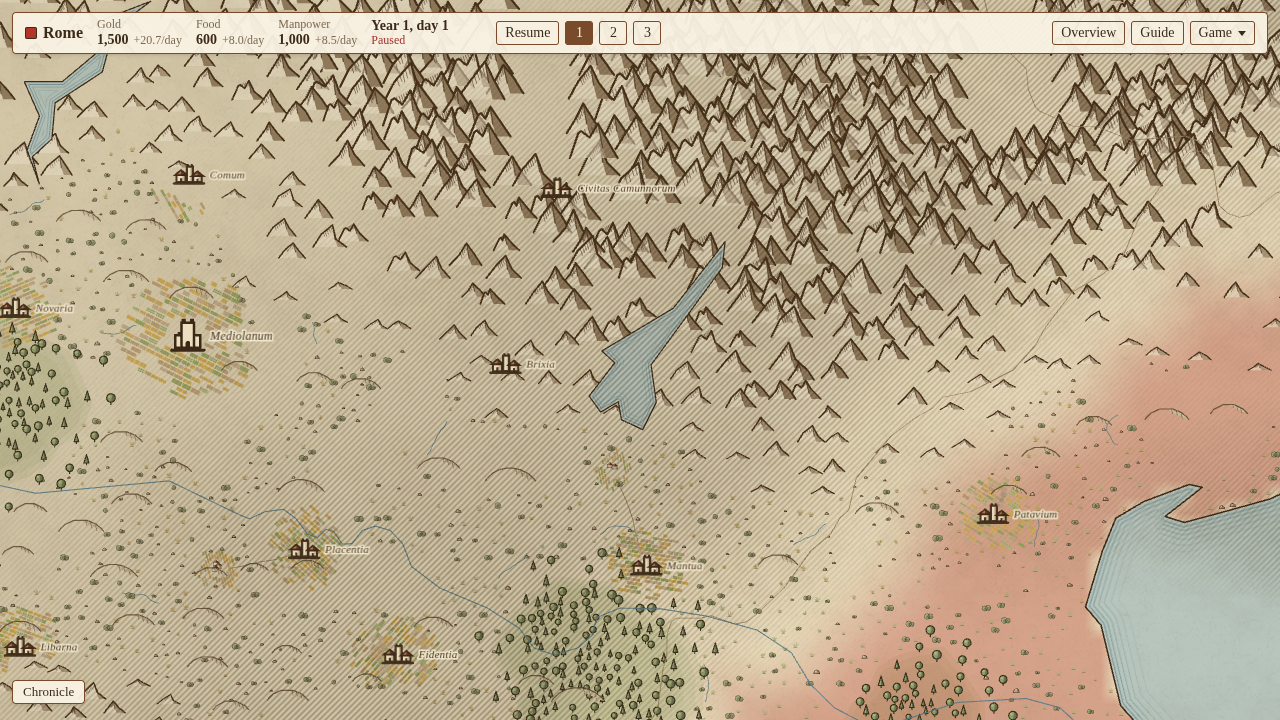 Rome
Gold
1,500 +20.7/day
Food
600 +8.0/day
Manpower
1,000 +8.5/day
Year 1, day 1
Paused
Resume
1
2
3
Overview
Guide
Game
Comum
Civitas Camunnorum
Novaria
Mediolanum
Brixia
Patavium
Placentia
Mantua
Libarna
Fidentia
Chronicle